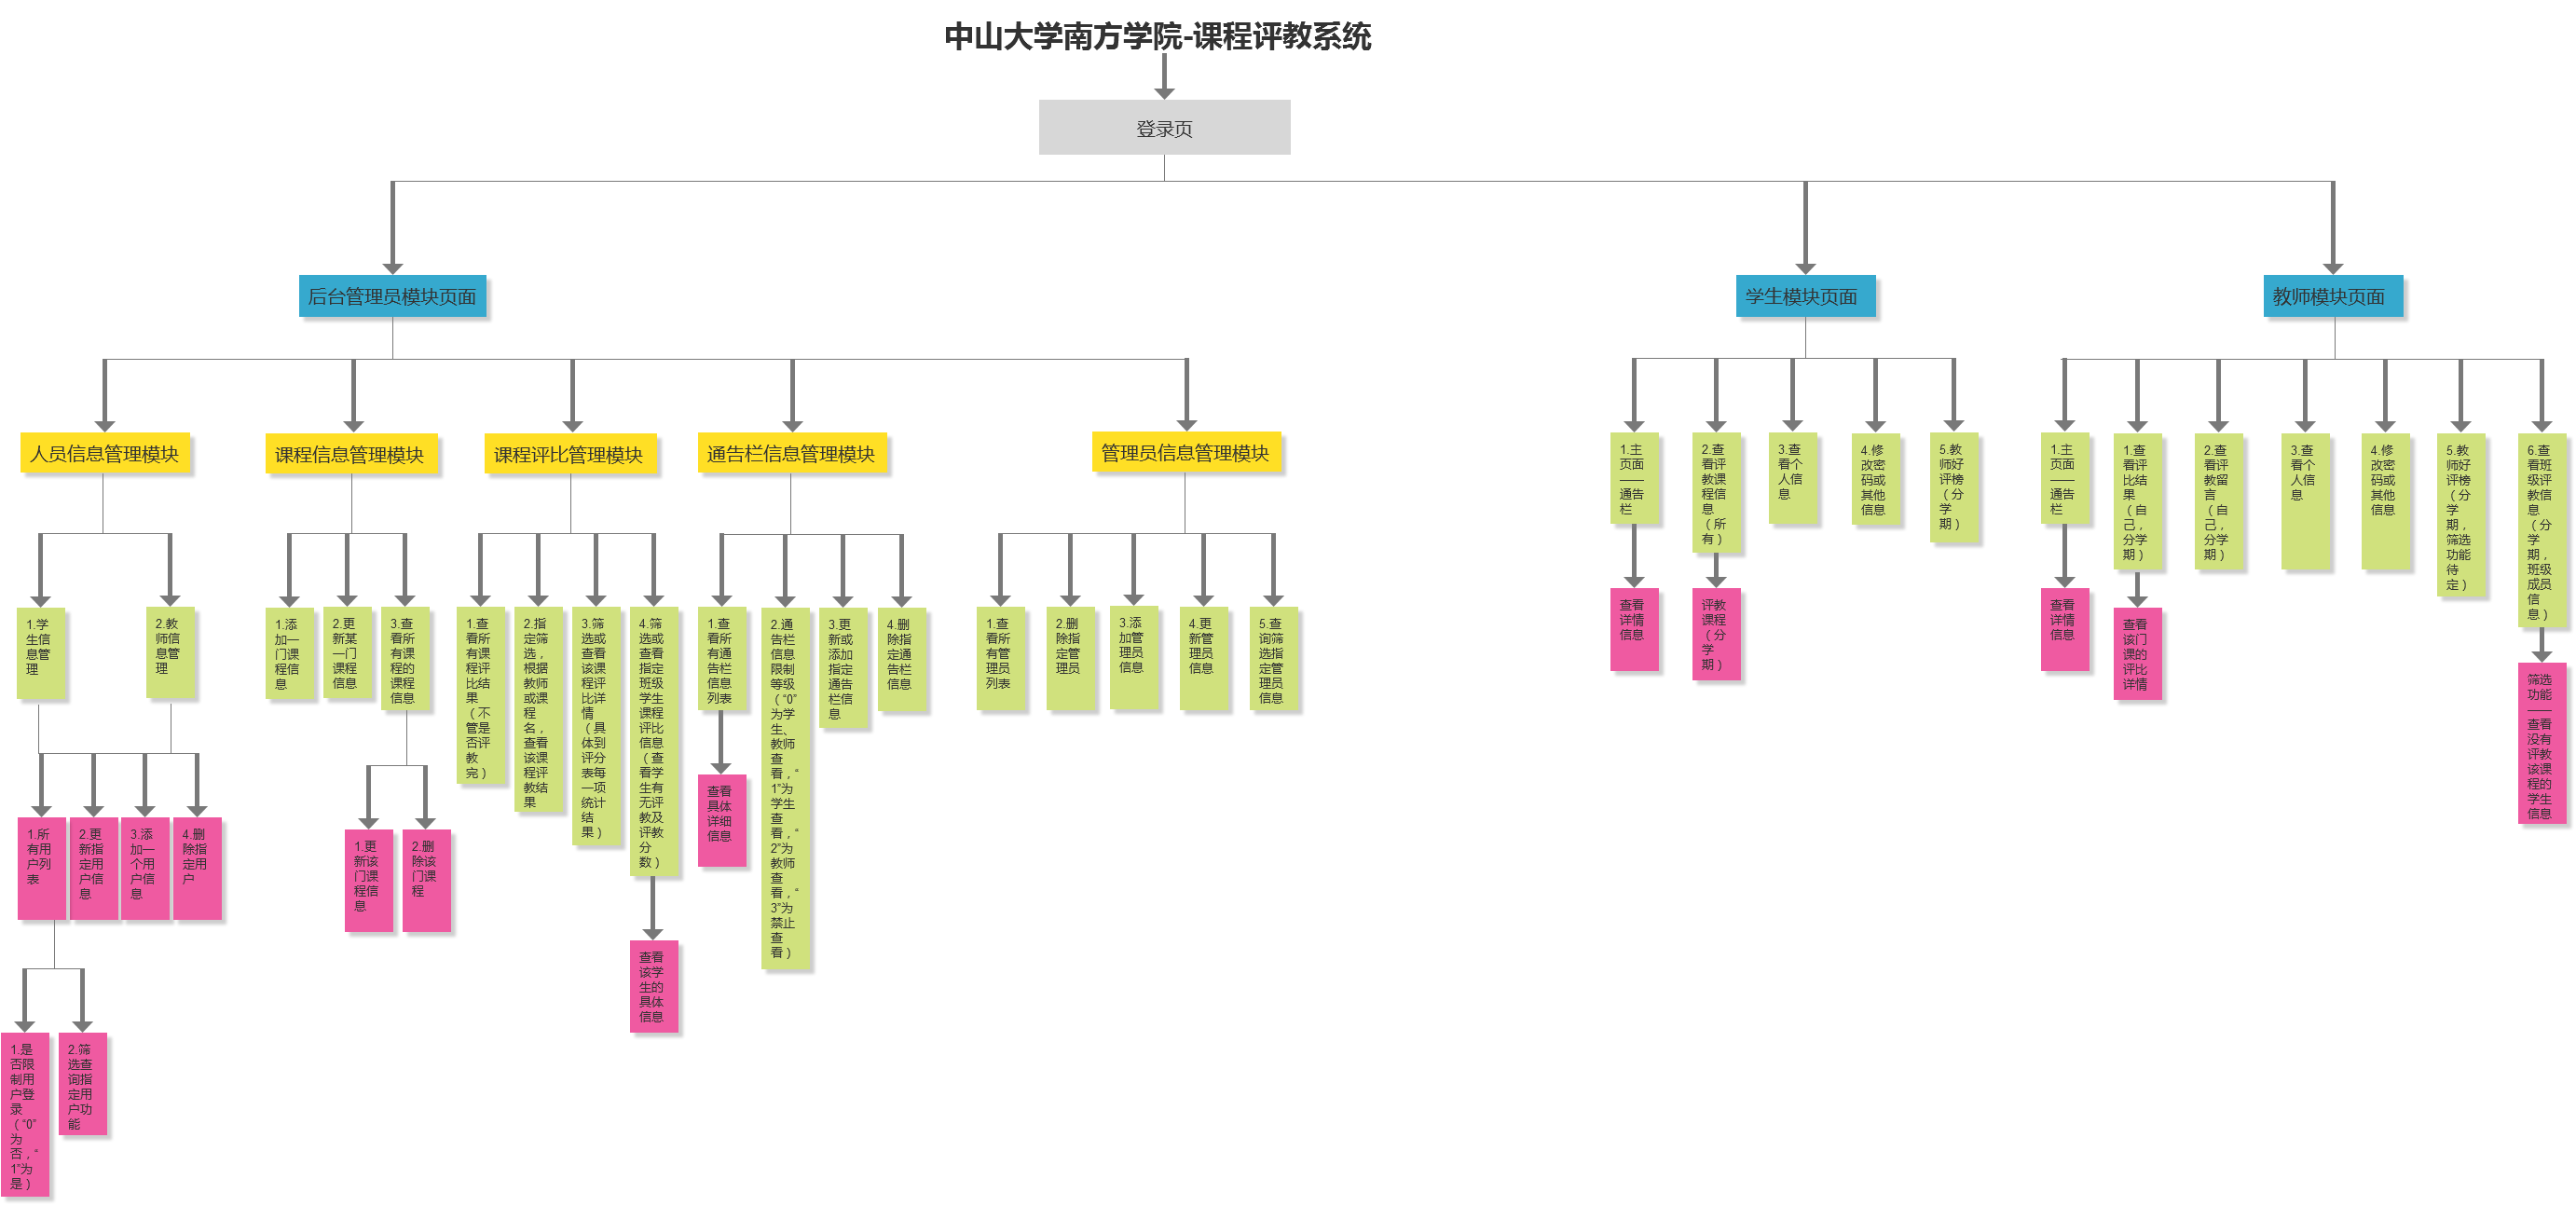 中山大学南方学院-课程评教系统
登录页
后台管理员模块页面
学生模块页面
教师模块页面
人员信息管理模块
课程信息管理模块
课程评比管理模块
通告栏信息管理模块
管理员信息管理模块
1.主
页面
——
通告
栏
2.查
看评
教课
程信
息
（所
有）
3.查
看个
人信
息
4.修
改密
码或
其他
信息
5.教
师好
评榜
（分
学
期）
1.主
页面
——
通告
栏
1.查
看评
比结
果
（自
己，
分学
期）
2.查
看评
教留
言
（自
己，
分学
期）
3.查
看个
人信
息
4.修
改密
码或
其他
信息
5.教
师好
评榜
（分
学
期，
筛选
功能
待
定）
6.查
看班
级评
教信
息
（分
学
期，
班级
成员
信
息）
查看
详情
信息
评教
课程
（分
学
期）
查看
详情
信息
查看
该门
课的
评比
详情
筛选
功能
——
查看
没有
评教
该课
程的
学生
信息
1.学
生信
息管
理
2.教
师信
息管
理
1.添
加一
门课
程信
息
2.更
新某
一门
课程
信息
3.查
看所
有课
程的
课程
信息
1.查
看所
有课
程评
比结
果
（不
管是
否评
教
完）
2.指
定筛
选，
根据
教师
或课
程
名，
查看
该课
程评
教结
果
3.筛
选或
查看
该课
程评
比详
情
（具
体到
评分
表每
一项
统计
结
果）
4.筛
选或
查看
指定
班级
学生
课程
评比
信息
（查
看学
生有
无评
教及
评教
分
数）
1.查
看所
有通
告栏
信息
列表
2.通
告栏
信息
限制
等级
（“0”
为学
生、
教师
查
看，“
1”为
学生
查
看，“
2”为
教师
查
看，“
3”为
禁止
查
看）
3.更
新或
添加
指定
通告
栏信
息
4.删
除指
定通
告栏
信息
1.查
看所
有管
理员
列表
2.删
除指
定管
理员
3.添
加管
理员
信息
4.更
新管
理员
信息
5.查
询筛
选指
定管
理员
信息
1.所
有用
户列
表
2.更
新指
定用
户信
息
3.添
加一
个用
户信
息
4.删
除指
定用
户
1.更
新该
门课
程信
息
2.删
除该
门课
程
查看
该学
生的
具体
信息
查看
具体
详细
信息
1.是
否限
制用
户登
录
（“0”
为
否，“
1”为
是）
2.筛
选查
询指
定用
户功
能